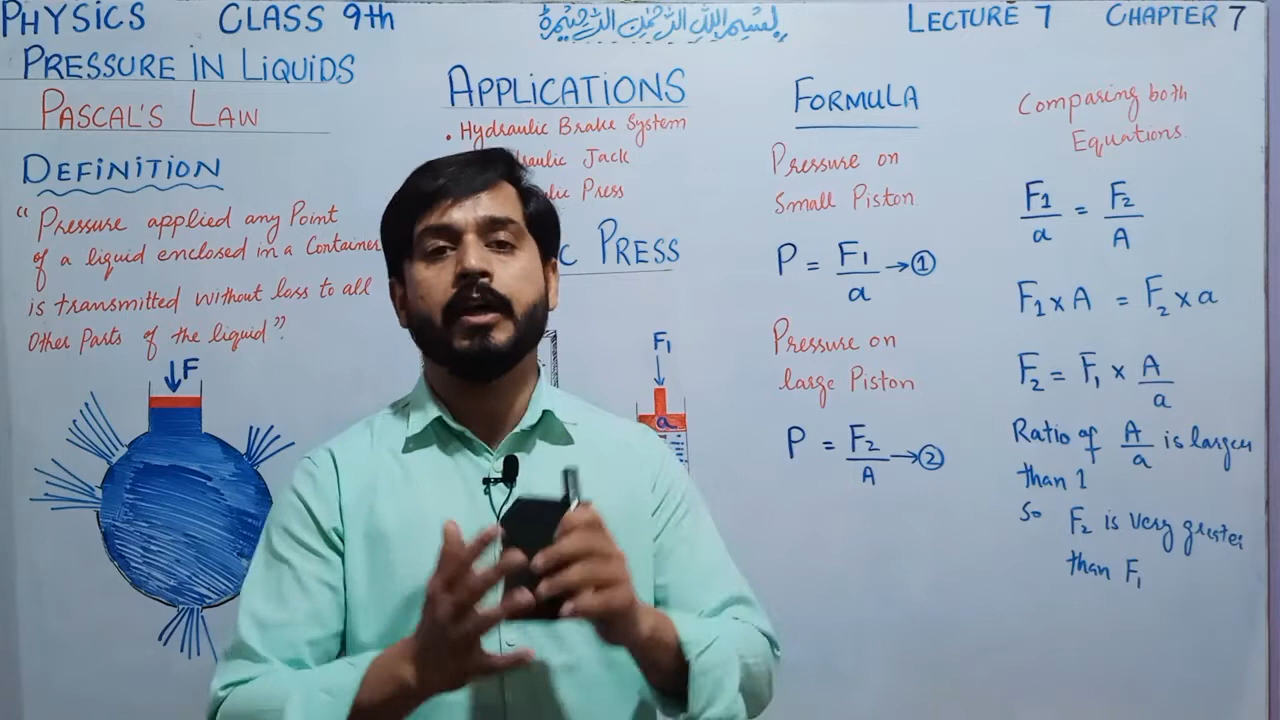 PHYSICS CLASS 9th
بسم اللہ الرحمٰن الرحیم
LECTURE 7 CHAPTER 7
PRESSURE IN LIQUIDS
PASCAL'S LAW
DEFINITION
“Pressure applied any Point
of a liquid enclosed in a Container
is transmitted without loss to all
Other Parts of the liquid”
F
APPLICATIONS
• Hydraulic Brake System
Jack
Press
PRESS
F1
a
FORMULA
Pressure on
Small Piston
P = F1/a → ①
Pressure on
large Piston
P = F2/A → ②
Comparing both
Equations
F1/a = F2/A
F1 x A = F2 x a
F2 = F1 x A/a
Ratio of A/a is larger
than 1
So F2 is very greater
than F1